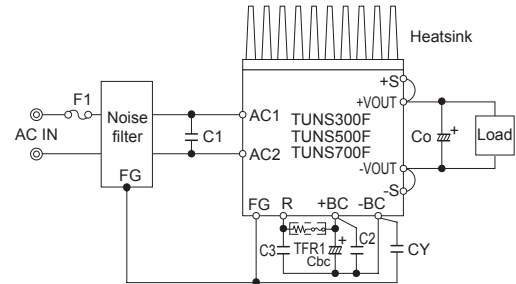 Heatsink
F1
AC IN
Noise
filter
FG
C1
AC1
AC2
TUNS300F
TUNS500F
TUNS700F
+S
+VOUT
-VOUT
-S
Co
+
Load
FG
R
+BC
-BC
C3
TFR1
Cbc
+
C2
CY